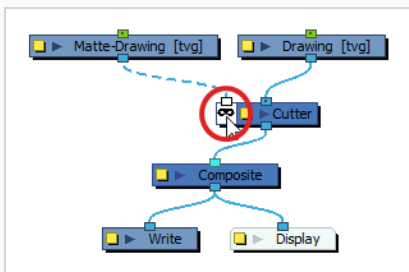 Matte-Drawing [tvg]
Drawing [tvg]
Cutter
Composite
Write
Display